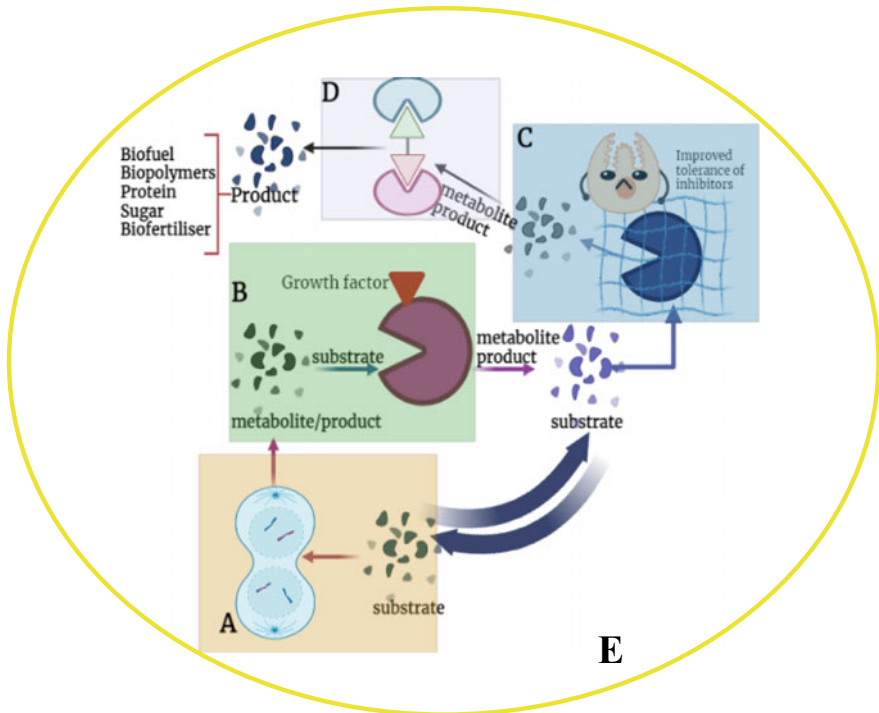 D
Biofuel
Biopolymers
Protein
Sugar
Biofertiliser
Product
metabolite
product
C
Improved
tolerance of
inhibitors
B
Growth factor
substrate
metabolite/product
metabolite
product
substrate
A
substrate
E